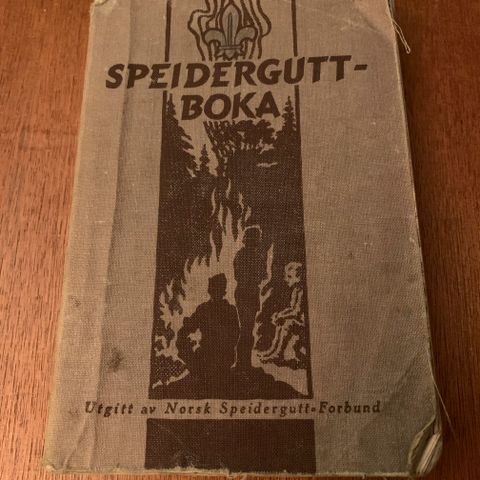 SPEIDERGUTT-
BOKA
Utgitt av Norsk Speidergutt-Forbund